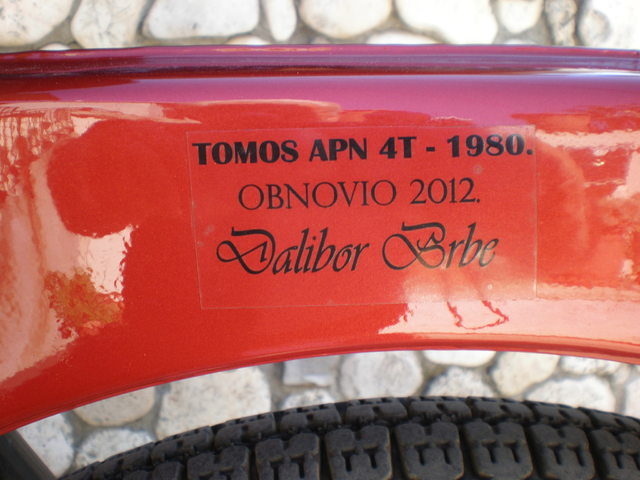 TOMOS APN 4T - 1980.
OBNOVIO 2012.
Dalibor Brbe